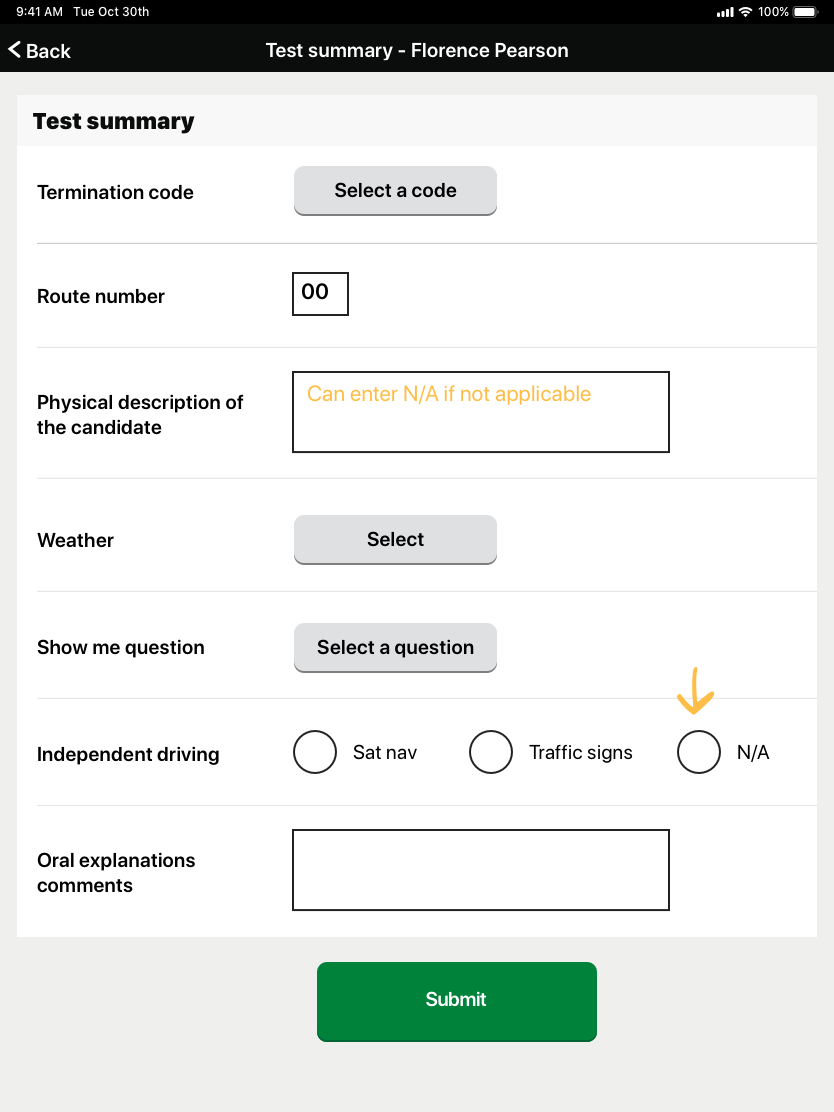 9:41 AM Tue Oct 30th 100%
Back Test summary - Florence Pearson
Test summary
Termination code Select a code
Route number 00
Physical description of
the candidate
Can enter N/A if not applicable
Weather Select
Show me question Select a question
Independent driving Sat nav Traffic signs N/A
Oral explanations
comments
Submit